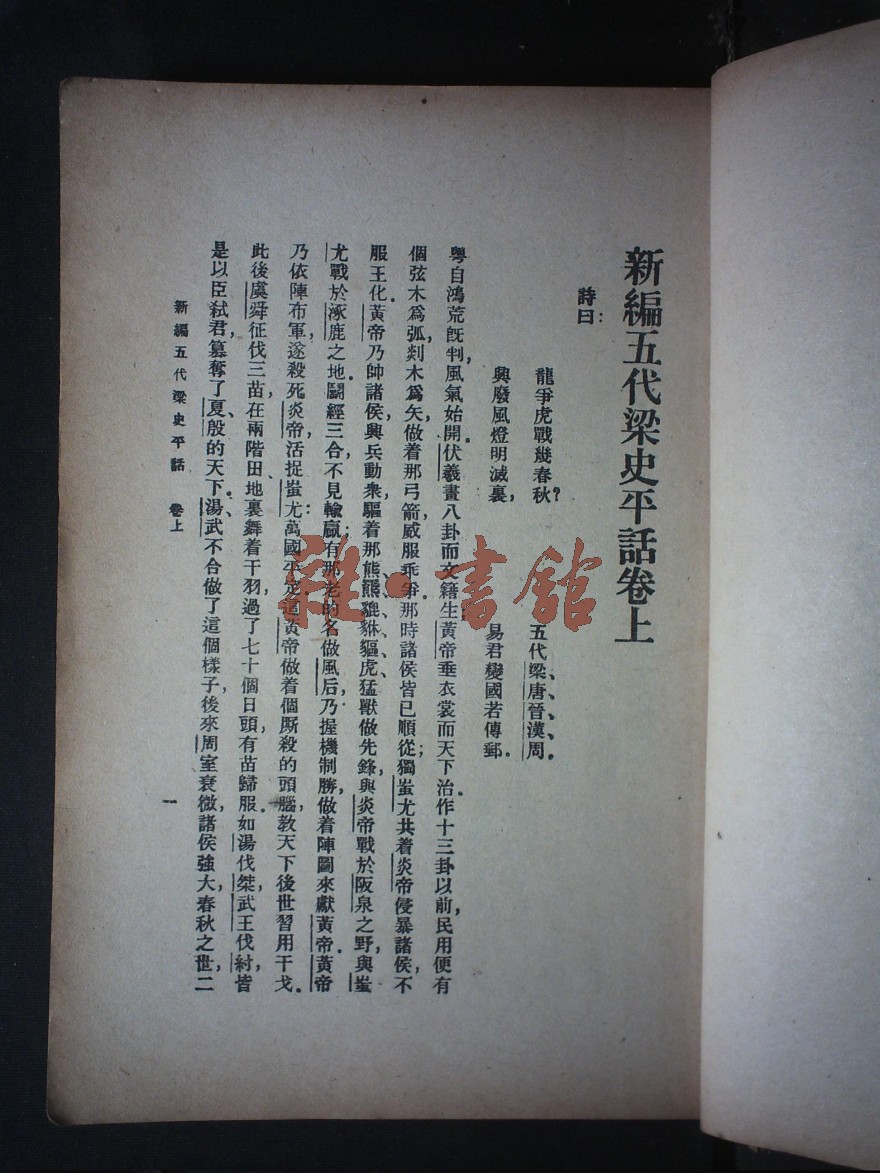 新編五代梁史平話卷上
詩曰：
龍爭虎戰幾春秋？　五代梁、唐、晉、漢、周。
興廢風燈明滅裏，　易君變國若傳郵。
粤自鴻荒旣判，風氣始開，伏羲畫八卦而文籍生，黃帝垂衣裳而天下治。作十三卦以前，民用便有
個弦木爲弧，剡木爲矢，做着那弓箭，威服乖爭。那時諸侯皆已順從，獨蚩尤共着炎帝侵暴諸侯，不
服王化。黃帝乃帥諸侯，興兵動衆，驅着那熊、羆、貔、貅、貙、虎猛獸做先鋒，與炎帝戰於阪泉之野，與蚩
尤戰於涿鹿之地，鬬經三合，不見輸贏；有那老的名做風后，乃握機制勝，做着陣圖來獻黃帝。黃帝
乃依陣布軍，遂殺死炎帝，活捉蚩尤，萬國平定。這黃帝做着個厮殺的頭腦，敎天下後世習用干戈。
此後虞舜征伐三苗，在兩階田地裏舞着干羽，過了七十個日頭，有苗歸服。如湯伐桀，武王伐紂，皆
是以臣弑君，篡奪了夏、殷的天下。湯、武不合做了這個樣子，後來周室衰微，諸侯強大，春秋之世，二
新編五代梁史平話　卷上
一
雜·書館